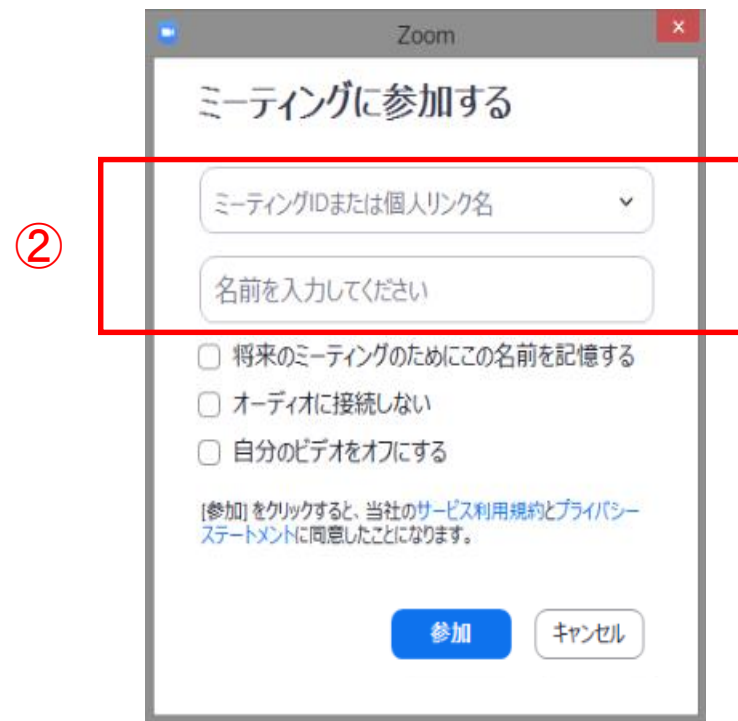 Zoom
ミーティングに参加する
ミーティングIDまたは個人リンク名
②
名前を入力してください
将来のミーティングのためにこの名前を記憶する
オーディオに接続しない
自分のビデオをオフにする
[参加] をクリックすると、当社のサービス利用規約とプライバシー
ステートメントに同意したことになります。
参加 キャンセル